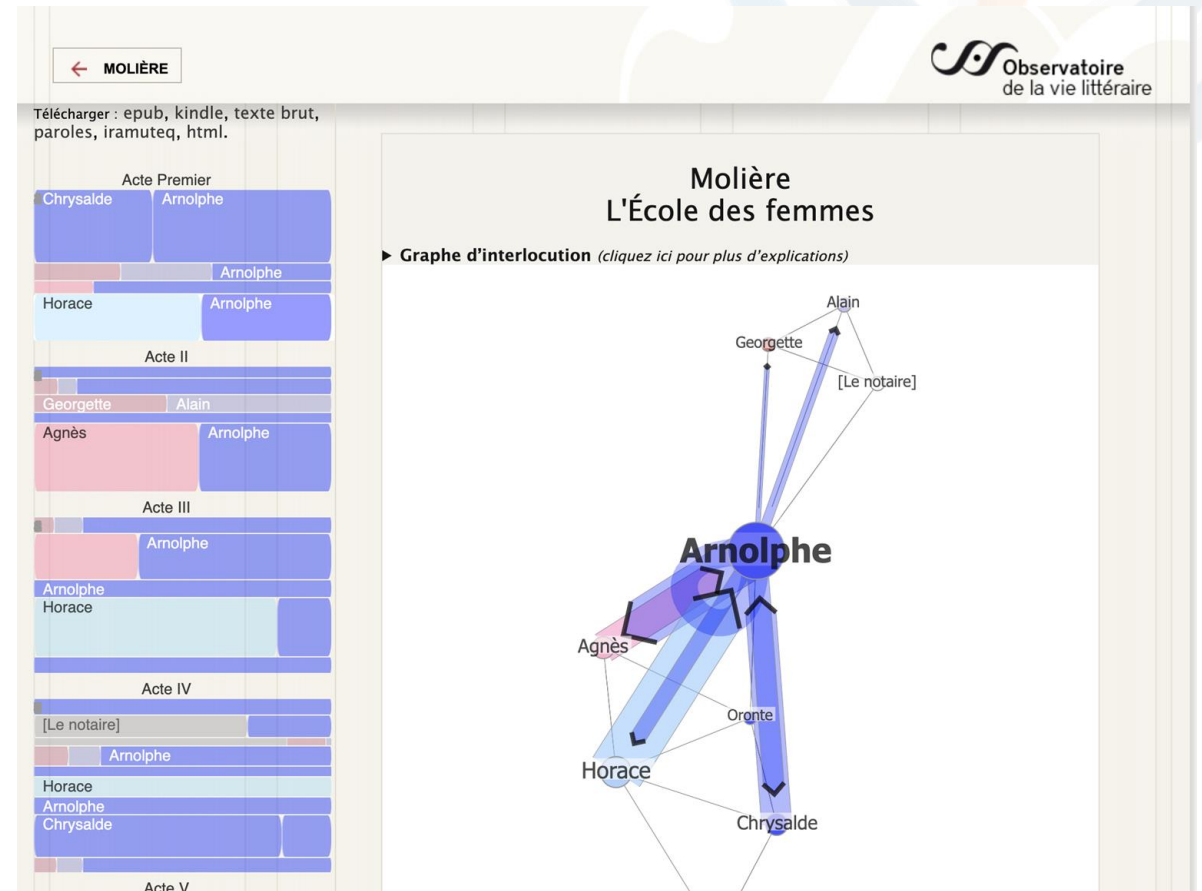 ← MOLIÈRE
Observatoire
de la vie littéraire
Télécharger : epub, kindle, texte brut,
paroles, iramuteq, html.
Acte Premier
Chrysalde Arnolphe
Arnolphe
Horace Arnolphe
Acte II
Georgette Alain
Agnès Arnolphe
Acte III
Arnolphe
Arnolphe
Horace
Acte IV
[Le notaire]
Arnolphe
Horace
Arnolphe
Chrysalde
Acte V
Molière
L'École des femmes
▶ Graphe d’interlocution (cliquez ici pour plus d’explications)
Alain
Georgette
[Le notaire]
Arnolphe
Agnès
Oronte
Horace
Chrysalde